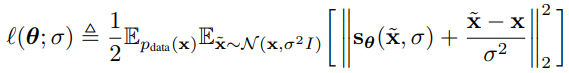 ℓ(𝛉; σ) ≜ 1/2 𝔼_{p_data(𝐱)} 𝔼_{𝐱̃∼𝒩(𝐱,σ²I)} [ ‖ 𝐬_𝛉(𝐱̃, σ) + (𝐱̃ − 𝐱)/σ² ‖₂² ]